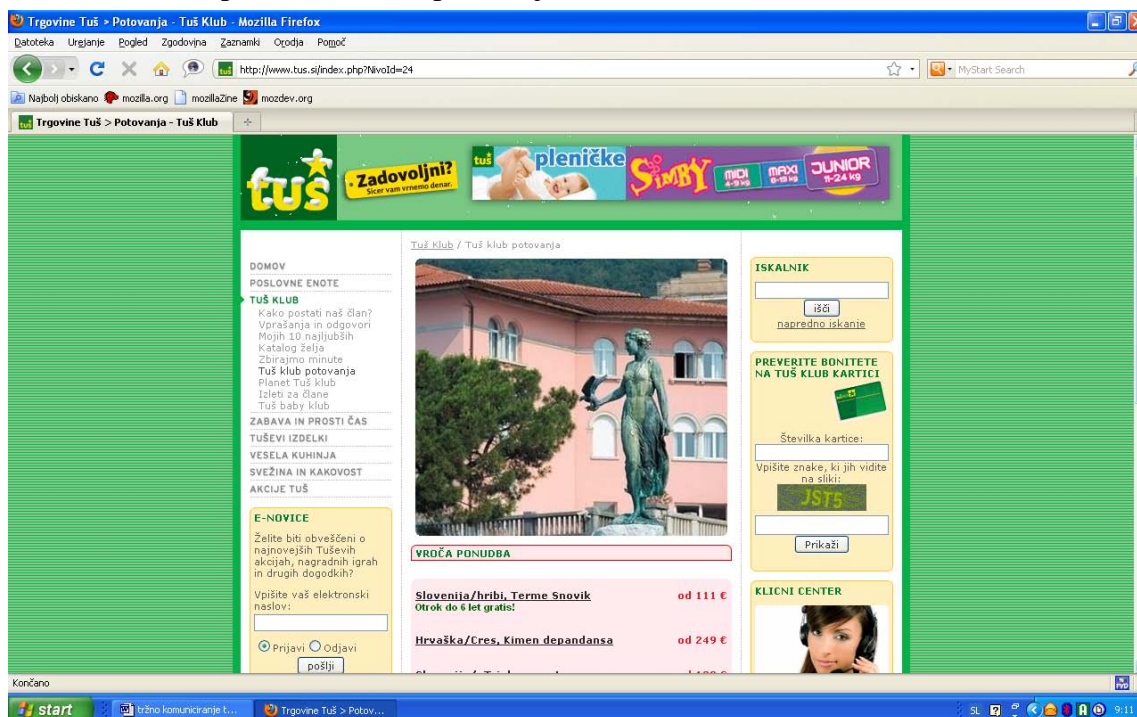 Trgovine Tuš > Potovanja - Tuš Klub - Mozilla Firefox
Datoteka Urejanje Pogled Zgodovina Zaznamki Orodja Pomoč
http://www.tus.si/index.php?NivoId=24
MyStart Search
Najbolj obiskano mozilla.org mozillaZine mozdev.org
Trgovine Tuš > Potovanja - Tuš Klub
tuš
Zadovoljni?
Sicer vam vrnemo denar.
tuš
pleničke
SIMBY
MIDI
4-9 kg
MAXI
8-18 kg
JUNIOR
11-24 kg
Tuš Klub / Tuš klub potovanja
DOMOV
POSLOVNE ENOTE
TUŠ KLUB
Kako postati naš član?
Vprašanja in odgovori
Mojih 10 najljubših
Katalog želja
Zbirajmo minute
Tuš klub potovanja
Planet Tuš klub
Izleti za člane
Tuš baby klub
ZABAVA IN PROSTI ČAS
TUŠEVI IZDELKI
VESELA KUHINJA
SVEŽINA IN KAKOVOST
AKCIJE TUŠ
E-NOVICE
Želite biti obveščeni o
najnovejših Tuševih
akcijah, nagradnih igrah
in drugih dogodkih?
Vpišite vaš elektronski
naslov:
Prijavi Odjavi
pošlji
VROČA PONUDBA
Slovenija/hribi, Terme Snovik od 111 €
Otrok do 6 let gratis!
Hrvaška/Cres, Kimen depandansa od 249 €
ISKALNIK
išči
napredno iskanje
PREVERITE BONITETE
NA TUŠ KLUB KARTICI
Številka kartice:
Vpišite znake, ki jih vidite
na sliki:
JST5
Prikaži
KLICNI CENTER
Končano
start tržno komuniciranje t... Trgovine Tuš > Potov... SL 9:11